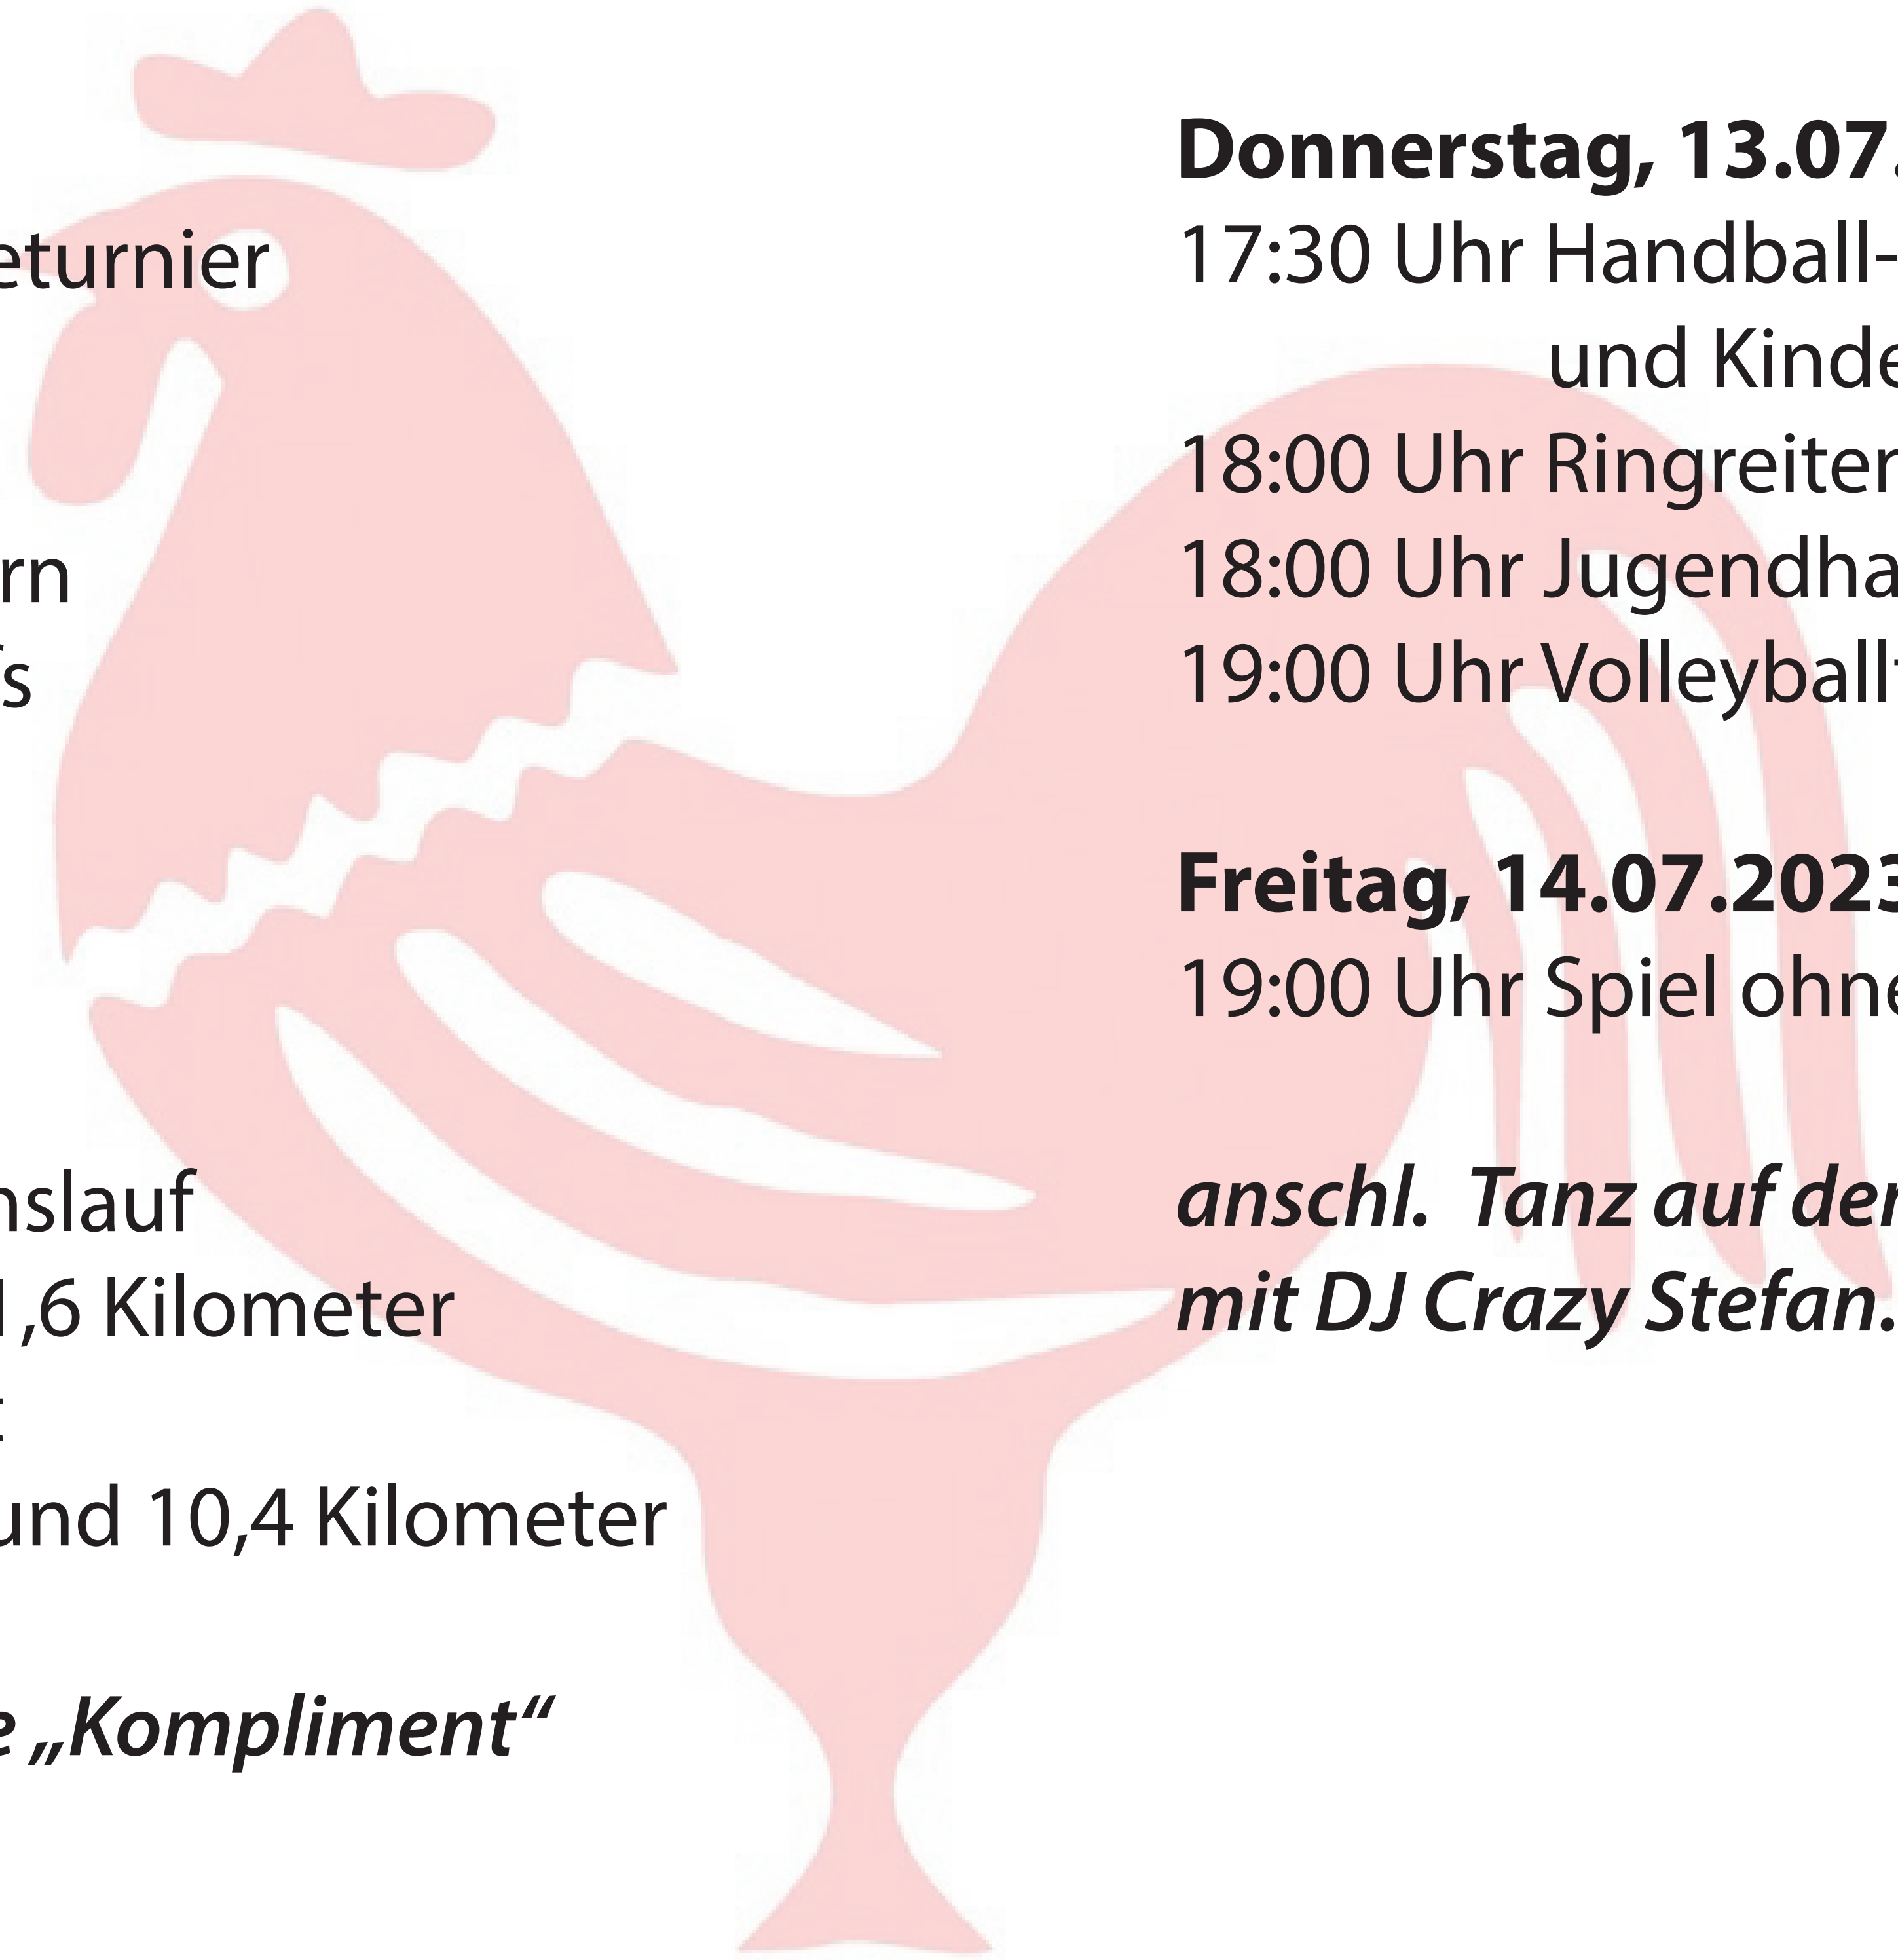 eturnier
rn
fs
nslauf
1,6 Kilometer
t
und 10,4 Kilometer
e „Kompliment“
Donnerstag, 13.07.
17:30 Uhr Handball-
und Kinde
18:00 Uhr Ringreiter
18:00 Uhr Jugendha
19:00 Uhr Volleyballt
Freitag, 14.07.2023
19:00 Uhr Spiel ohne
anschl. Tanz auf der
mit DJ Crazy Stefan.